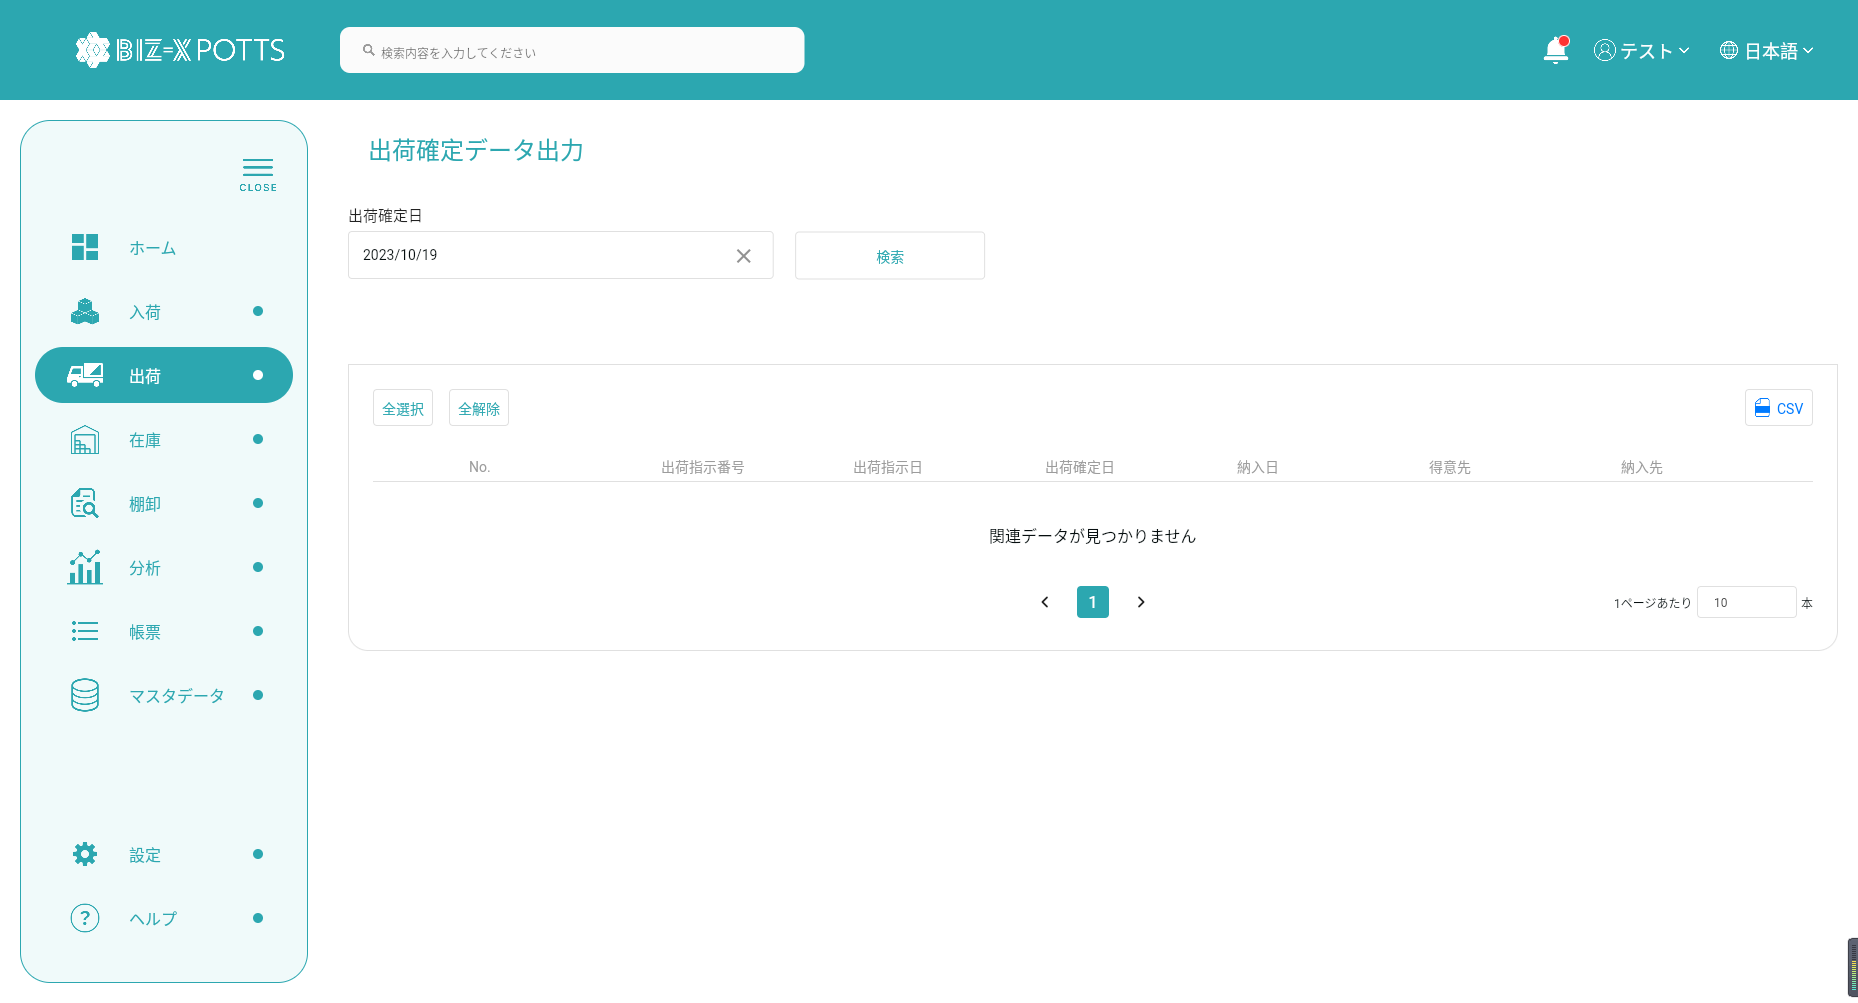 BIZ-X POTTS
検索内容を入力してください
テスト
日本語
CLOSE
ホーム
入荷
出荷
在庫
棚卸
分析
帳票
マスタデータ
設定
ヘルプ
出荷確定データ出力
出荷確定日
2023/10/19
検索
全選択 全解除
CSV
No. 出荷指示番号 出荷指示日 出荷確定日 納入日 得意先 納入先
関連データが見つかりません
1
1ページあたり 10 本